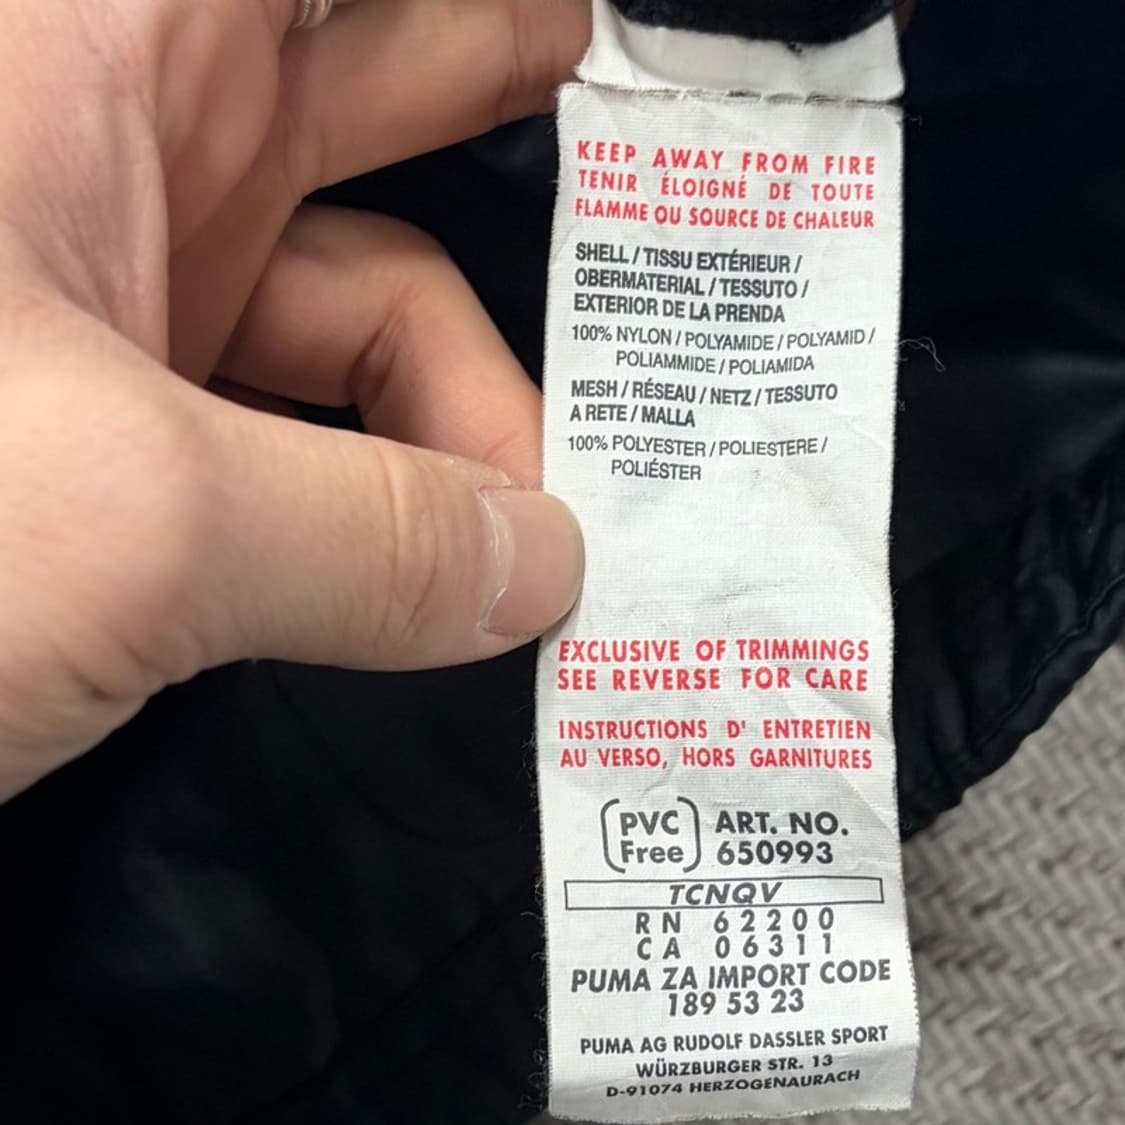 KEEP AWAY FROM FIRE
TENIR ÉLOIGNÉ DE TOUTE
FLAMME OU SOURCE DE CHALEUR
SHELL / TISSU EXTÉRIEUR /
OBERMATERIAL / TESSUTO /
EXTERIOR DE LA PRENDA
100% NYLON / POLYAMIDE / POLYAMID /
POLIAMMIDE / POLIAMIDA
MESH / RÉSEAU / NETZ / TESSUTO
A RETE / MALLA
100% POLYESTER / POLIESTERE /
POLIÉSTER
EXCLUSIVE OF TRIMMINGS
SEE REVERSE FOR CARE
INSTRUCTIONS D' ENTRETIEN
AU VERSO, HORS GARNITURES
PVC ART. NO.
Free 650993
TCNQV
RN 62200
CA 06311
PUMA ZA IMPORT CODE
189 53 23
PUMA AG RUDOLF DASSLER SPORT
WÜRZBURGER STR. 13
D-91074 HERZOGENAURACH